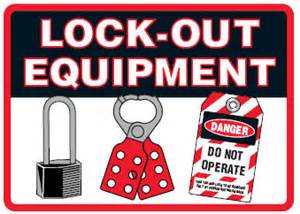 LOCK-OUT
EQUIPMENT
DANGER
DO NOT
OPERATE